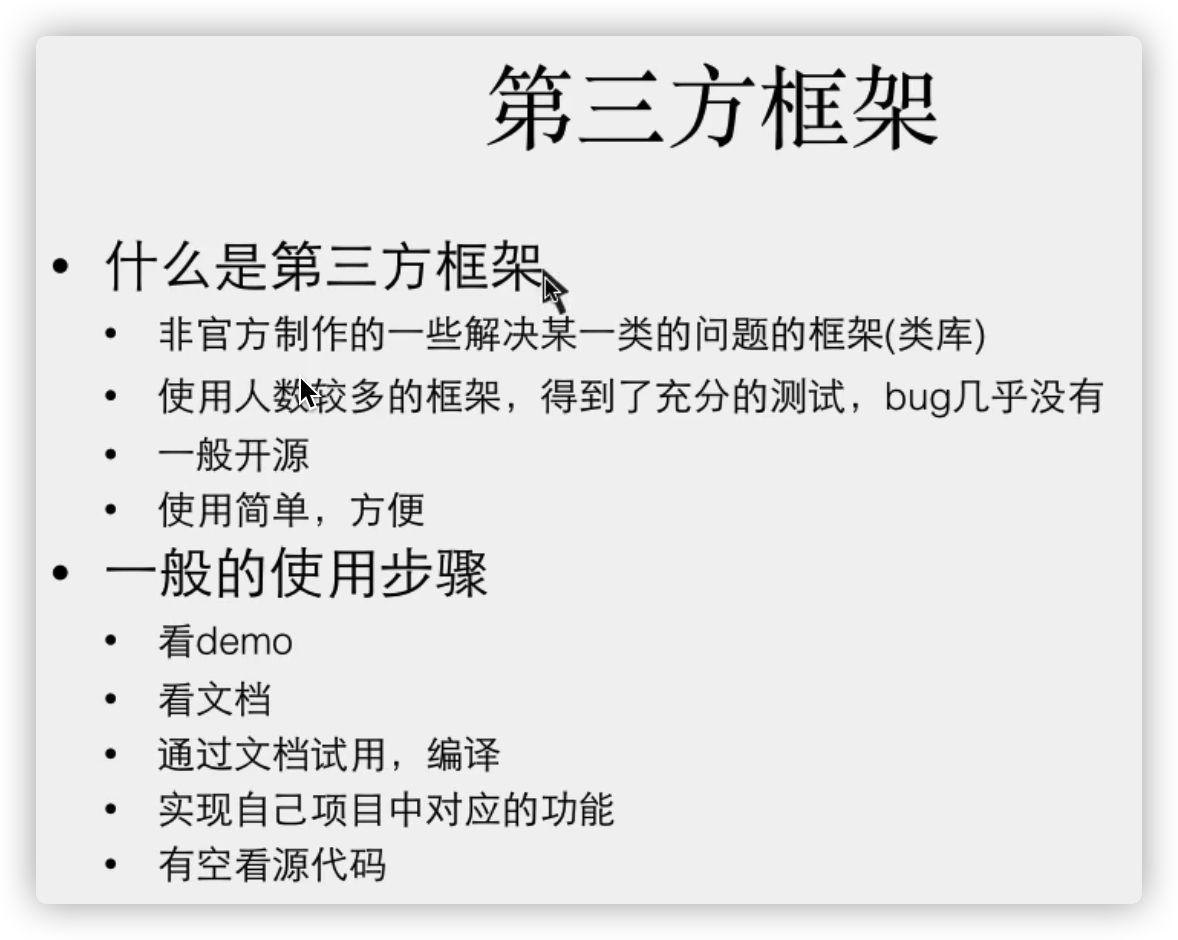 第三方框架
• 什么是第三方框架
• 非官方制作的一些解决某一类的问题的框架(类库)
• 使用人数较多的框架，得到了充分的测试，bug几乎没有
• 一般开源
• 使用简单，方便
• 一般的使用步骤
• 看demo
• 看文档
• 通过文档试用，编译
• 实现自己项目中对应的功能
• 有空看源代码